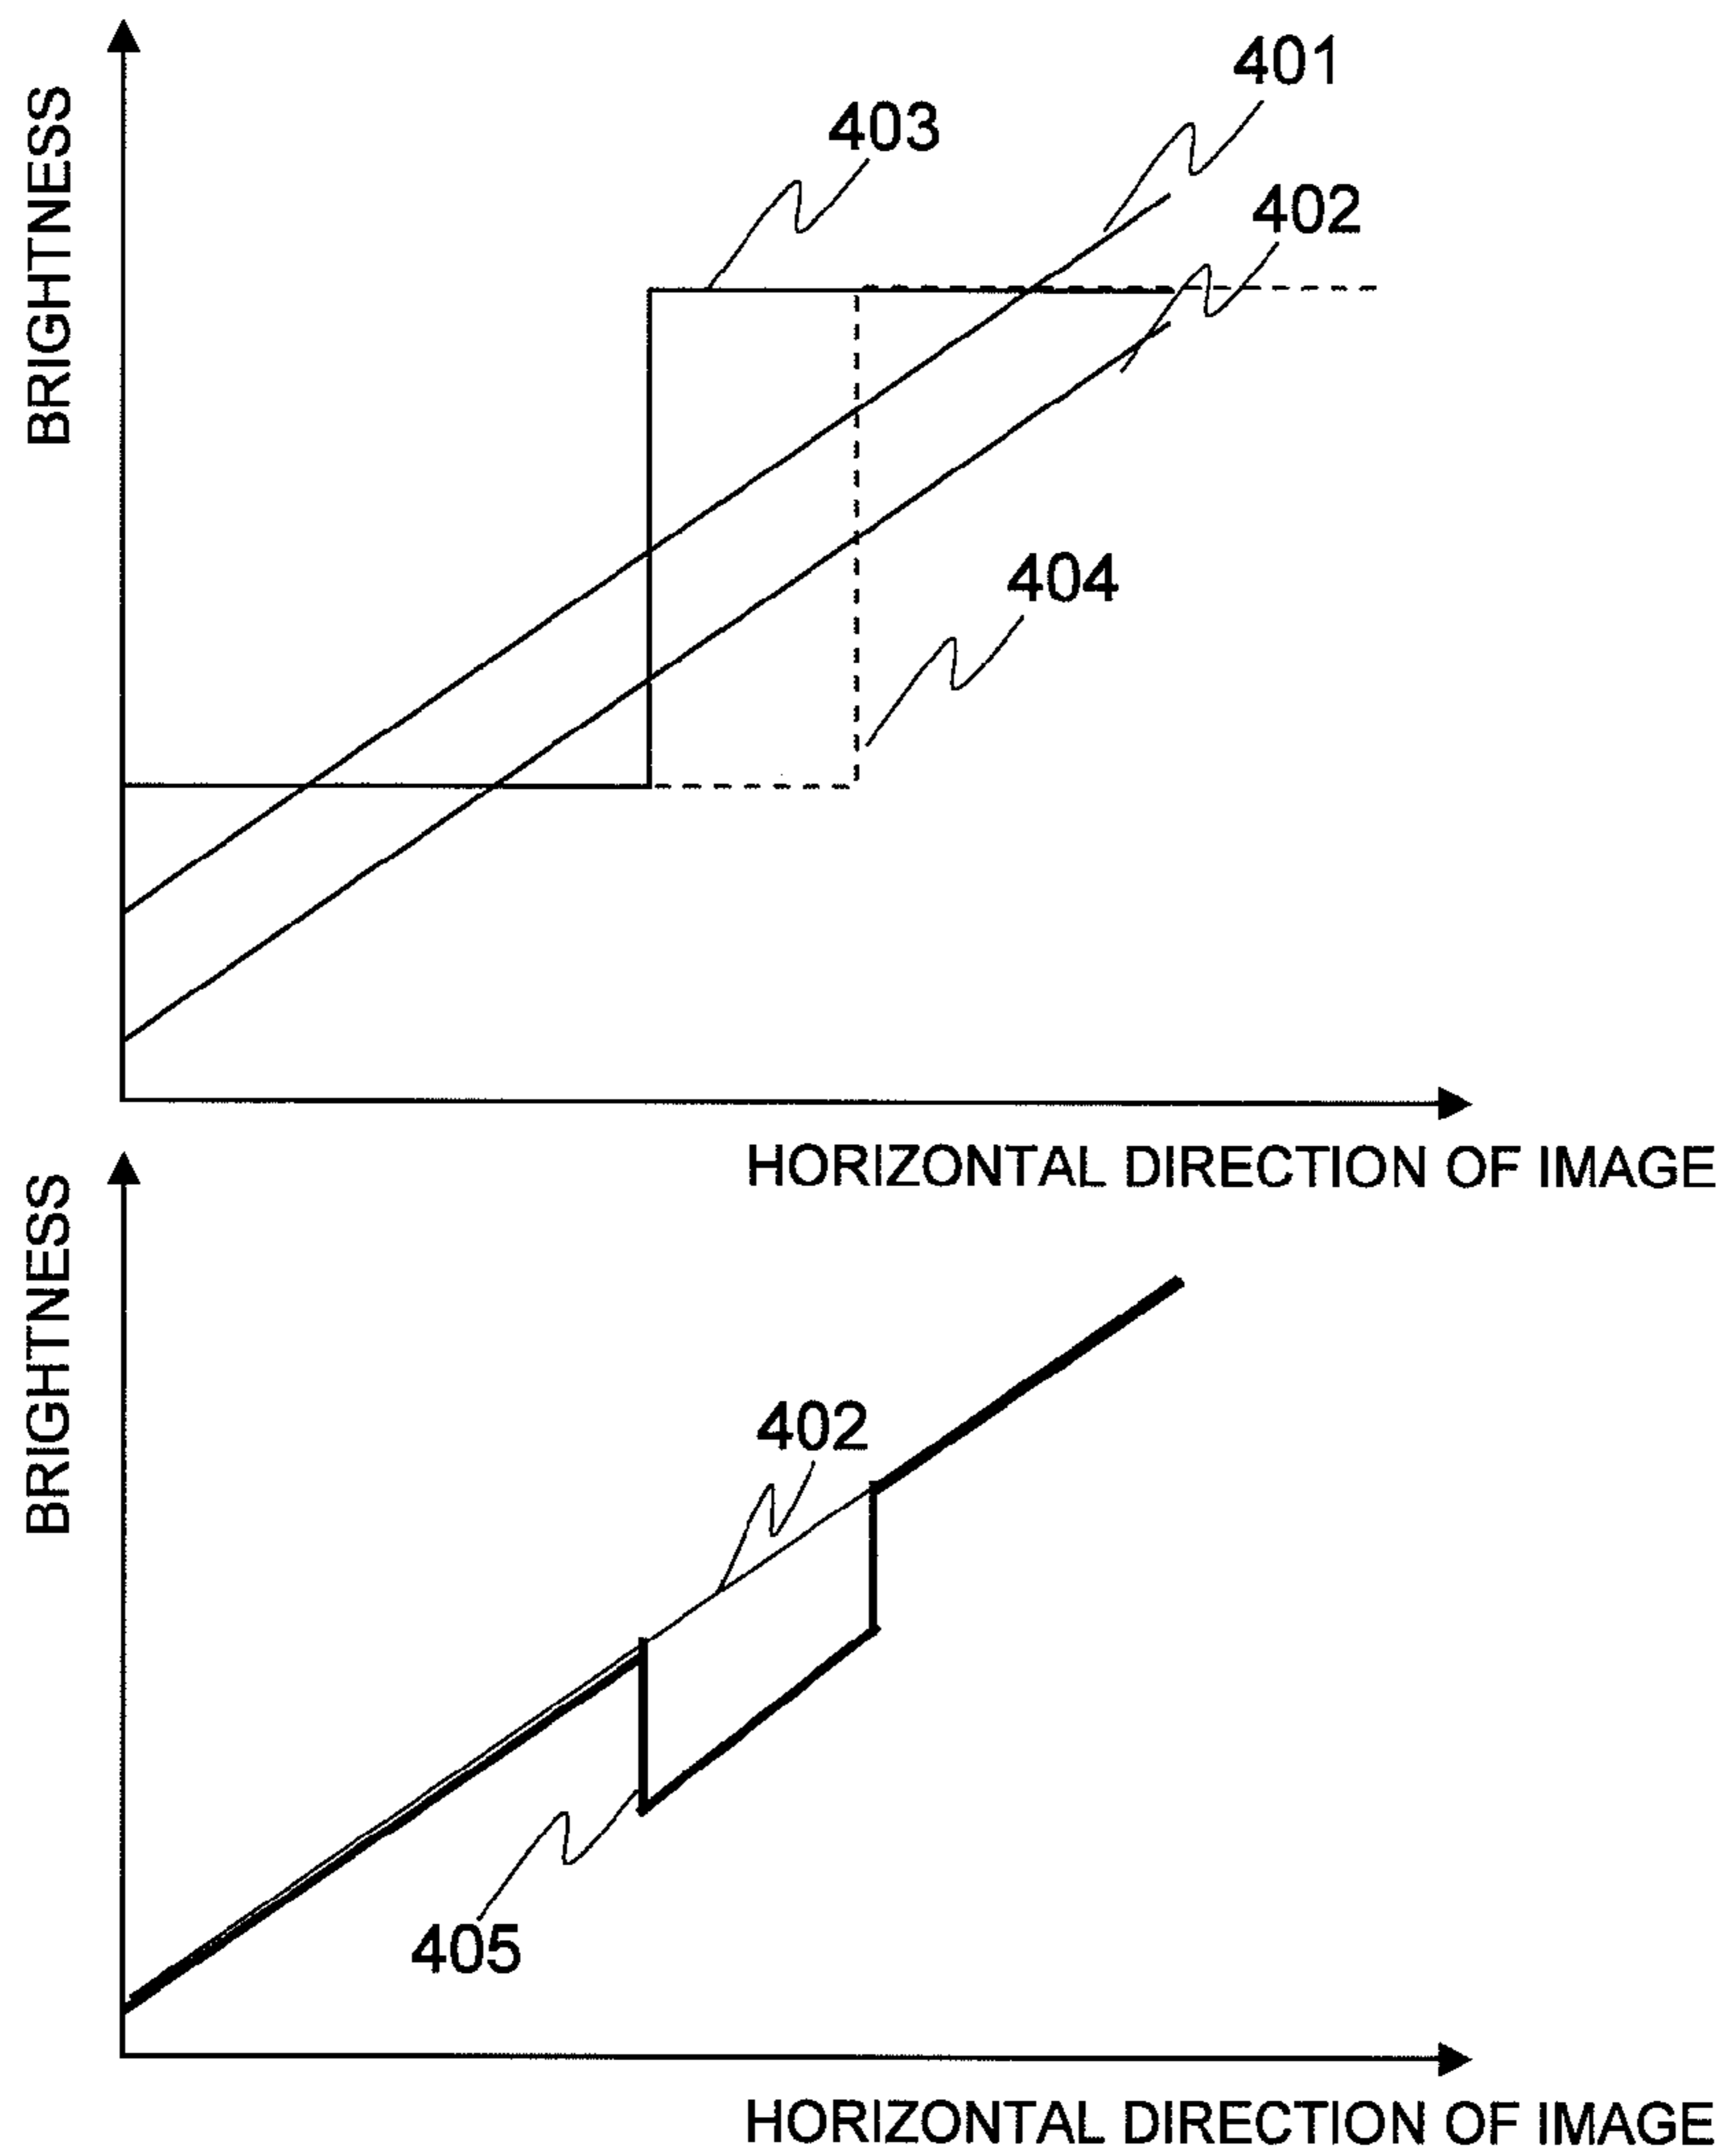 401
403
402
BRIGHTNESS
404
HORIZONTAL DIRECTION OF IMAGE
BRIGHTNESS
402
405
HORIZONTAL DIRECTION OF IMAGE